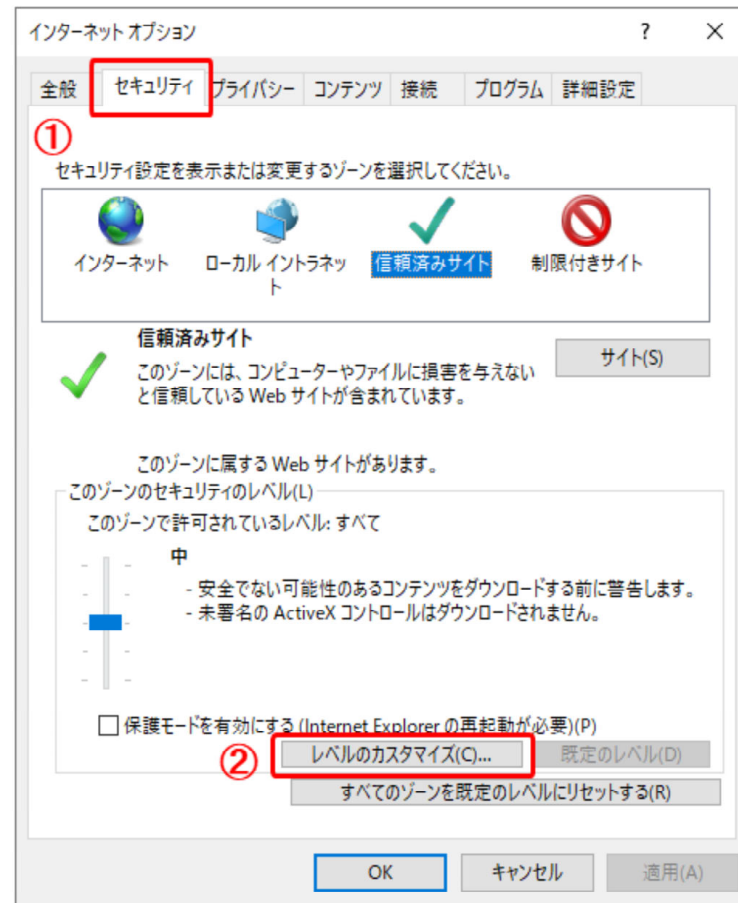 インターネット オプション ? ×
全般 セキュリティ プライバシー コンテンツ 接続 プログラム 詳細設定
①
セキュリティ設定を表示または変更するゾーンを選択してください。
インターネット ローカル イントラネッ 信頼済みサイト 制限付きサイト
ト
信頼済みサイト
サイト(S)
このゾーンには、コンピューターやファイルに損害を与えない
と信頼している Web サイトが含まれています。
このゾーンに属する Web サイトがあります。
このゾーンのセキュリティのレベル(L)
このゾーンで許可されているレベル: すべて
中
- 安全でない可能性のあるコンテンツをダウンロードする前に警告します。
- 未署名の ActiveX コントロールはダウンロードされません。
保護モードを有効にする (Internet Explorer の再起動が必要)(P)
② レベルのカスタマイズ(C)... 既定のレベル(D)
すべてのゾーンを既定のレベルにリセットする(R)
OK キャンセル 適用(A)